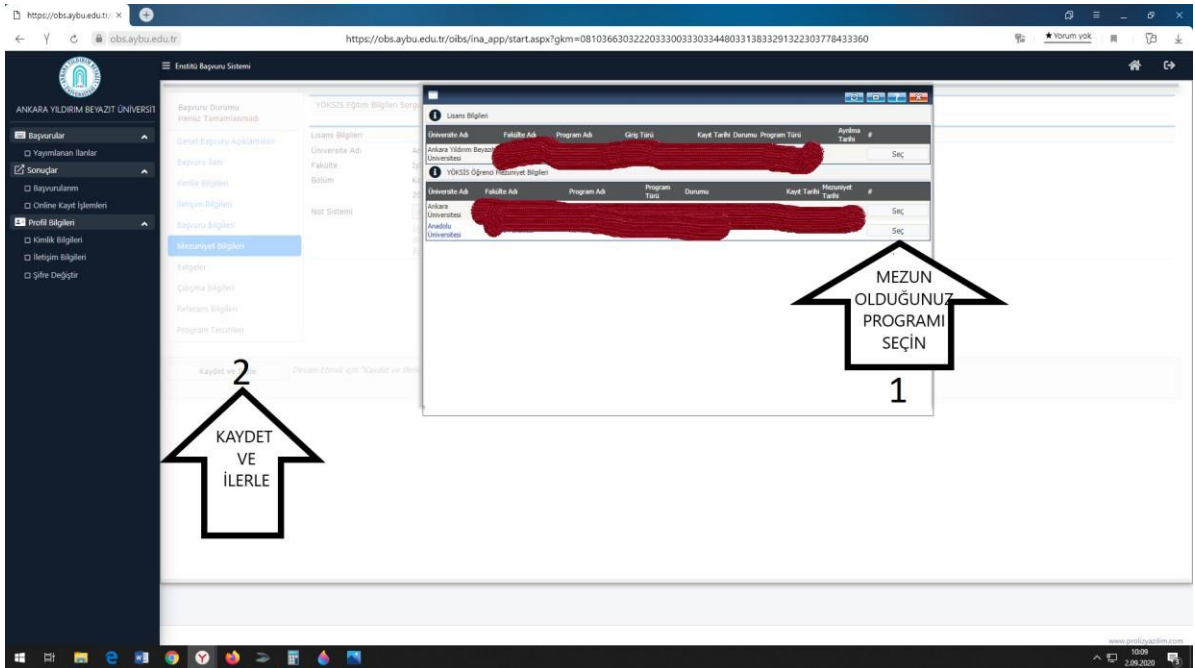 https://obs.aybu.edu.tr/
obs.aybu.edu.tr
https://obs.aybu.edu.tr/oibs/ina_app/start.aspx?gkm=081036630322203330033303344803313833291322303778433360
★ Yorum yok
Enstitü Başvuru Sistemi
ANKARA YILDIRIM BEYAZIT ÜNİVERSİT
Başvurular
Yayımlanan İlanlar
Sonuçlar
Başvurularım
Online Kayıt İşlemleri
Profil Bilgileri
Kimlik Bilgileri
İletişim Bilgileri
Şifre Değiştir
Başvuru Durumu
Henüz Tamamlanmadı
Genel Başvuru Açıklamaları
Başvuru İlanı
Kimlik Bilgileri
İletişim Bilgileri
Başvuru Bilgileri
Mezuniyet Bilgileri
Belgeler
Çalışma Bilgileri
Referans Bilgileri
Program Tercihleri
YÖKSİS Eğitim Bilgileri
Lisans Bilgileri
Üniversite Adı
Fakülte
Bölüm
Not Sistemi
Kaydet ve
Devam Etmek için "Kaydet ve
Lisans Bilgileri
Üniversite Adı Fakülte Adı Program Adı Giriş Türü Kayıt Tarihi Durumu Program Türü Ayrılma Tarihi #
Ankara Yıldırım Beyazıt Üniversitesi
Seç
YÖKSİS Öğrenci Mezuniyet Bilgileri
Üniversite Adı Fakülte Adı Program Adı Program Türü Durumu Kayıt Tarihi Mezuniyet Tarihi #
Ankara Üniversitesi
Seç
Anadolu Üniversitesi
Seç
MEZUN
OLDUĞUNUZ
PROGRAMI
SEÇİN
1
2
KAYDET
VE
İLERLE
www.prolizyazilim.com
10:09
2.09.2020